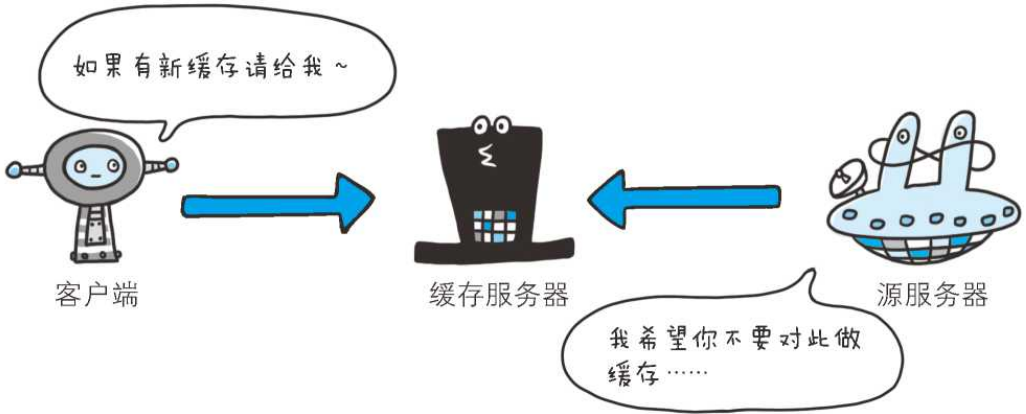 如果有新缓存请给我~
客户端
缓存服务器
源服务器
我希望你不要对此做
缓存……